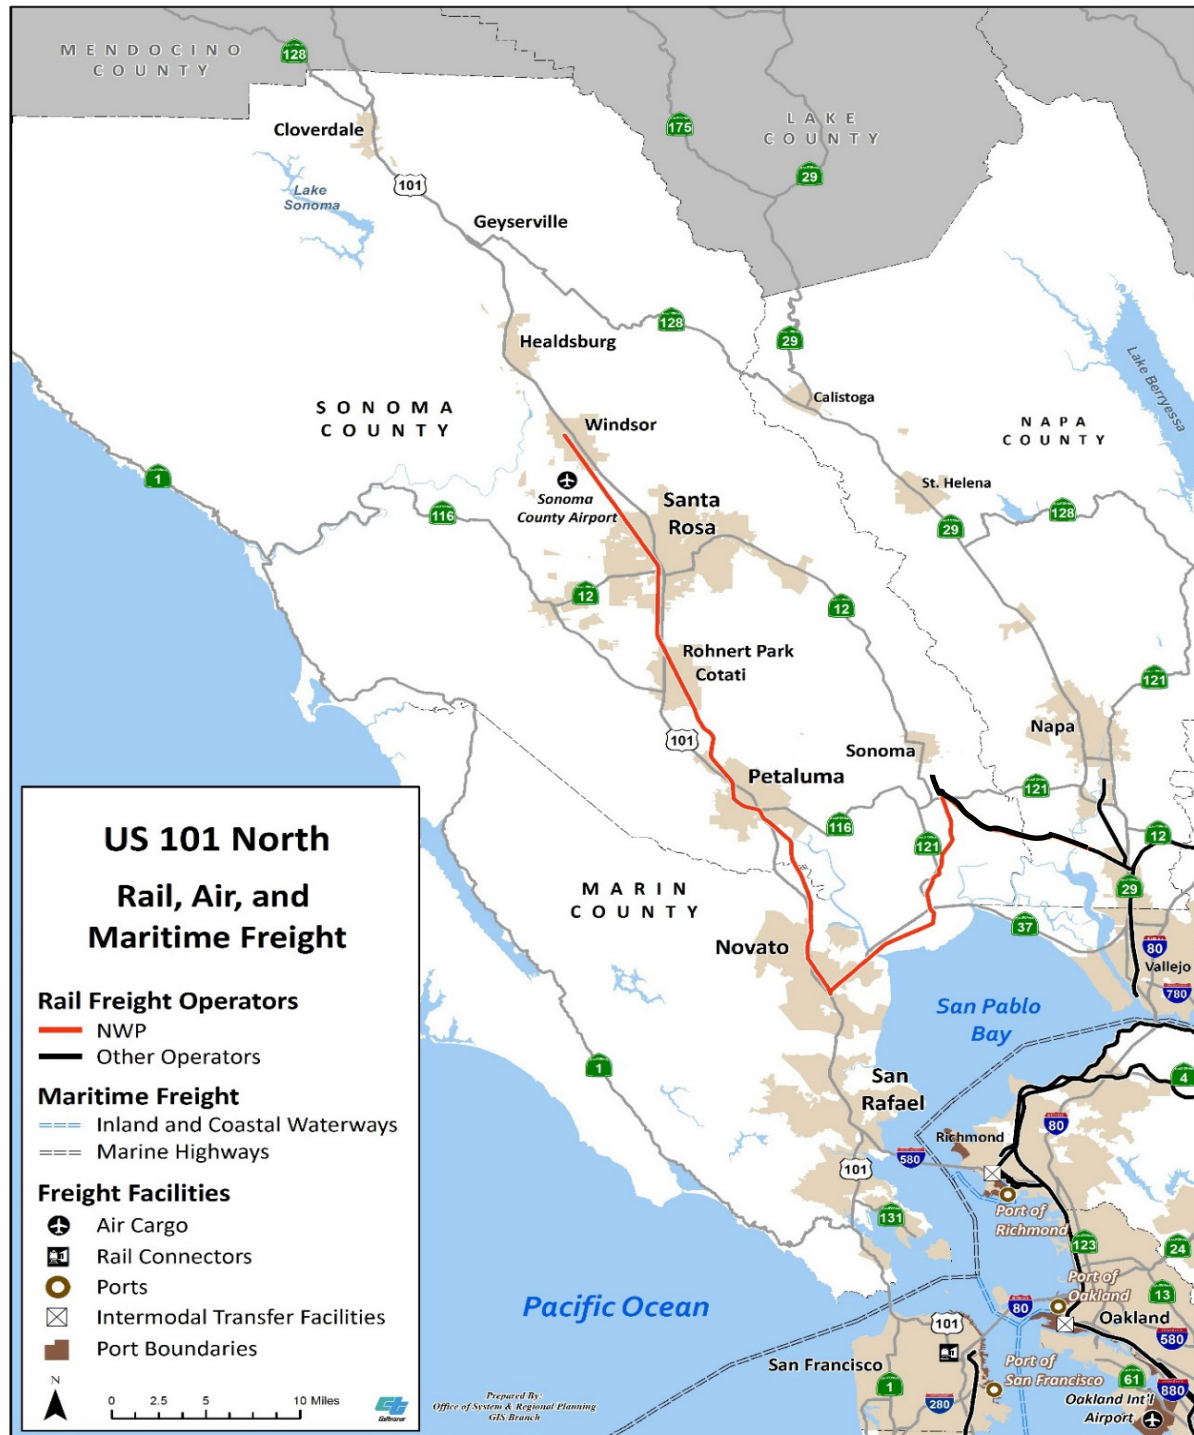 MENDOCINO
COUNTY
128
Cloverdale
175
LAKE
COUNTY
29
101
Lake
Sonoma
Geyserville
128
29
Healdsburg
Lake Berryessa
Calistoga
SONOMA
COUNTY
Windsor
NAPA
COUNTY
1
116
Sonoma
County Airport
Santa
Rosa
St. Helena
29
128
12
12
Rohnert Park
Cotati
121
101
Sonoma
Napa
Petaluma
121
116
121
12
MARIN
COUNTY
29
Novato
37
80
Vallejo
780
San Pablo
Bay
1
San
Rafael
4
80
Richmond
580
101
Port of
Richmond
131
123
24
Port of
Oakland
13
Pacific Ocean
80
Oakland
101
580
San Francisco
Port of
San Francisco
1
61
880
280
Oakland Int'l
Airport
US 101 North
Rail, Air, and
Maritime Freight
Rail Freight Operators
NWP
Other Operators
Maritime Freight
Inland and Coastal Waterways
Marine Highways
Freight Facilities
Air Cargo
Rail Connectors
Ports
Intermodal Transfer Facilities
Port Boundaries
N
0 2.5 5 10 Miles
Caltrans
Prepared By:
Office of System & Regional Planning
GIS Branch